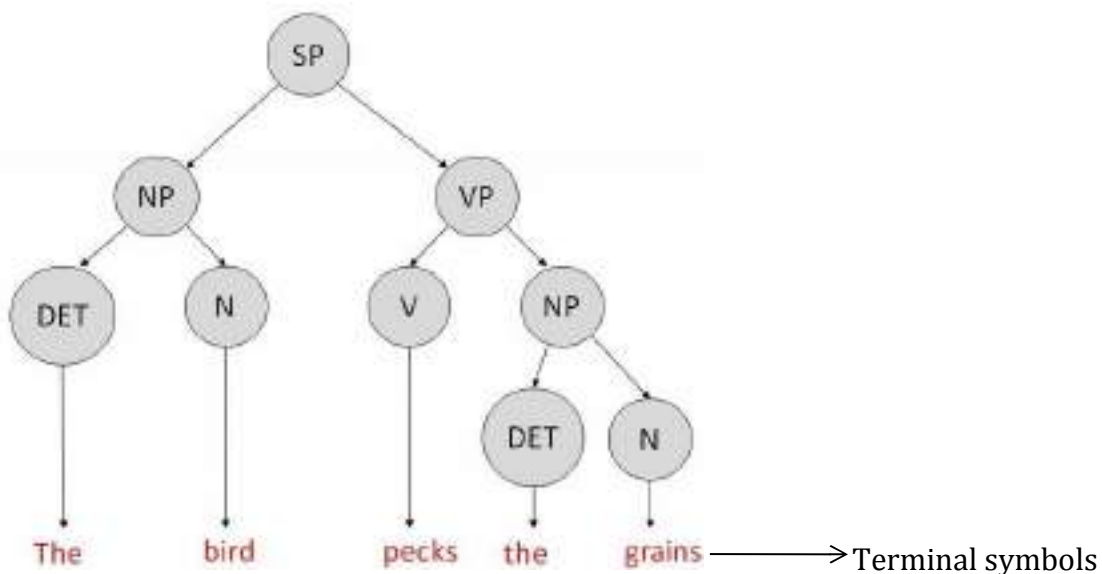 SP
NP VP
DET N V NP
DET N
The bird pecks the grains Terminal symbols